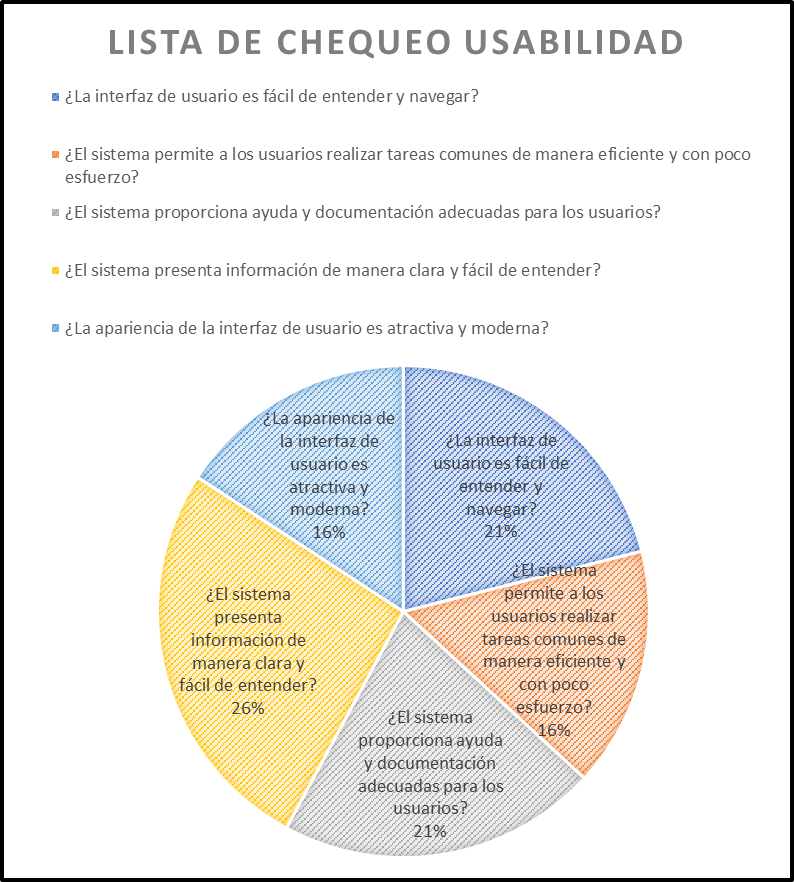 LISTA DE CHEQUEO USABILIDAD
¿La interfaz de usuario es fácil de entender y navegar?
¿El sistema permite a los usuarios realizar tareas comunes de manera eficiente y con poco
esfuerzo?
¿El sistema proporciona ayuda y documentación adecuadas para los usuarios?
¿El sistema presenta información de manera clara y fácil de entender?
¿La apariencia de la interfaz de usuario es atractiva y moderna?
¿La apariencia de
la interfaz de
usuario es
atractiva y
moderna?
16%
¿La interfaz de
usuario es fácil de
entender y
navegar?
21%
¿El sistema
permite a los
usuarios realizar
tareas comunes de
manera eficiente y
con poco
esfuerzo?
16%
¿El sistema
presenta
información de
manera clara y
fácil de entender?
26%
¿El sistema
proporciona ayuda
y documentación
adecuadas para los
usuarios?
21%